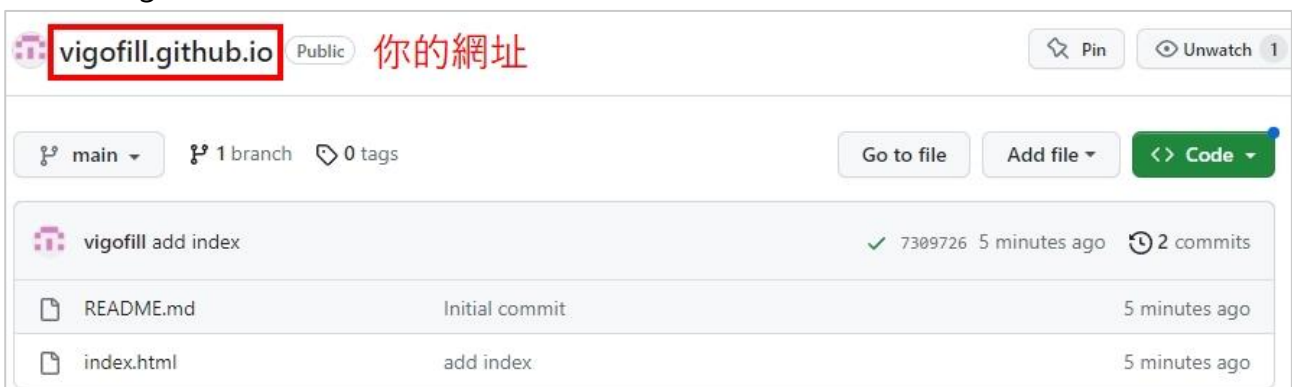 vigofill.github.io Public 你的網址 Pin Unwatch 1
main 1 branch 0 tags Go to file Add file <> Code
vigofill add index 7309726 5 minutes ago 2 commits
README.md Initial commit 5 minutes ago
index.html add index 5 minutes ago